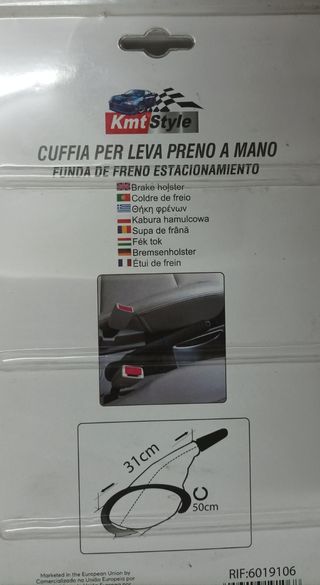 Kmt Style
CUFFIA PER LEVA PRENO A MANO
FUNDA DE FRENO ESTACIONAMIENTO
Brake hojster
Coldre de freio
Θήκη φρένων
Kabura hamulcowa
Supa de frână
Fék tok
Bremsenholster
Étui de frein
31cm
50cm
Marketed in the European Union by
Comercializado na União Europeia por
RIF:6019106